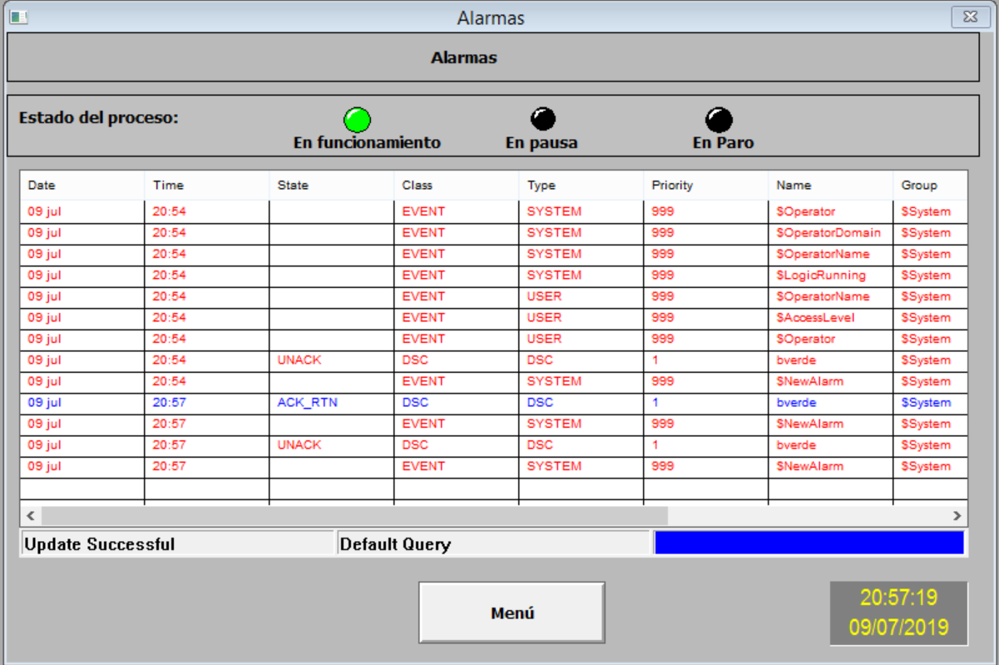 Alarmas
Alarmas
Estado del proceso:
En funcionamiento En pausa En Paro
Date Time State Class Type Priority Name Group
09 jul 20:54 EVENT SYSTEM 999 $Operator $System
09 jul 20:54 EVENT SYSTEM 999 $OperatorDomain $System
09 jul 20:54 EVENT SYSTEM 999 $OperatorName $System
09 jul 20:54 EVENT SYSTEM 999 $LogicRunning $System
09 jul 20:54 EVENT USER 999 $OperatorName $System
09 jul 20:54 EVENT USER 999 $AccessLevel $System
09 jul 20:54 EVENT USER 999 $Operator $System
09 jul 20:54 UNACK DSC DSC 1 bverde $System
09 jul 20:54 EVENT SYSTEM 999 $NewAlarm $System
09 jul 20:57 ACK_RTN DSC DSC 1 bverde $System
09 jul 20:57 EVENT SYSTEM 999 $NewAlarm $System
09 jul 20:57 UNACK DSC DSC 1 bverde $System
09 jul 20:57 EVENT SYSTEM 999 $NewAlarm $System
Update Successful Default Query
Menú
20:57:19
09/07/2019